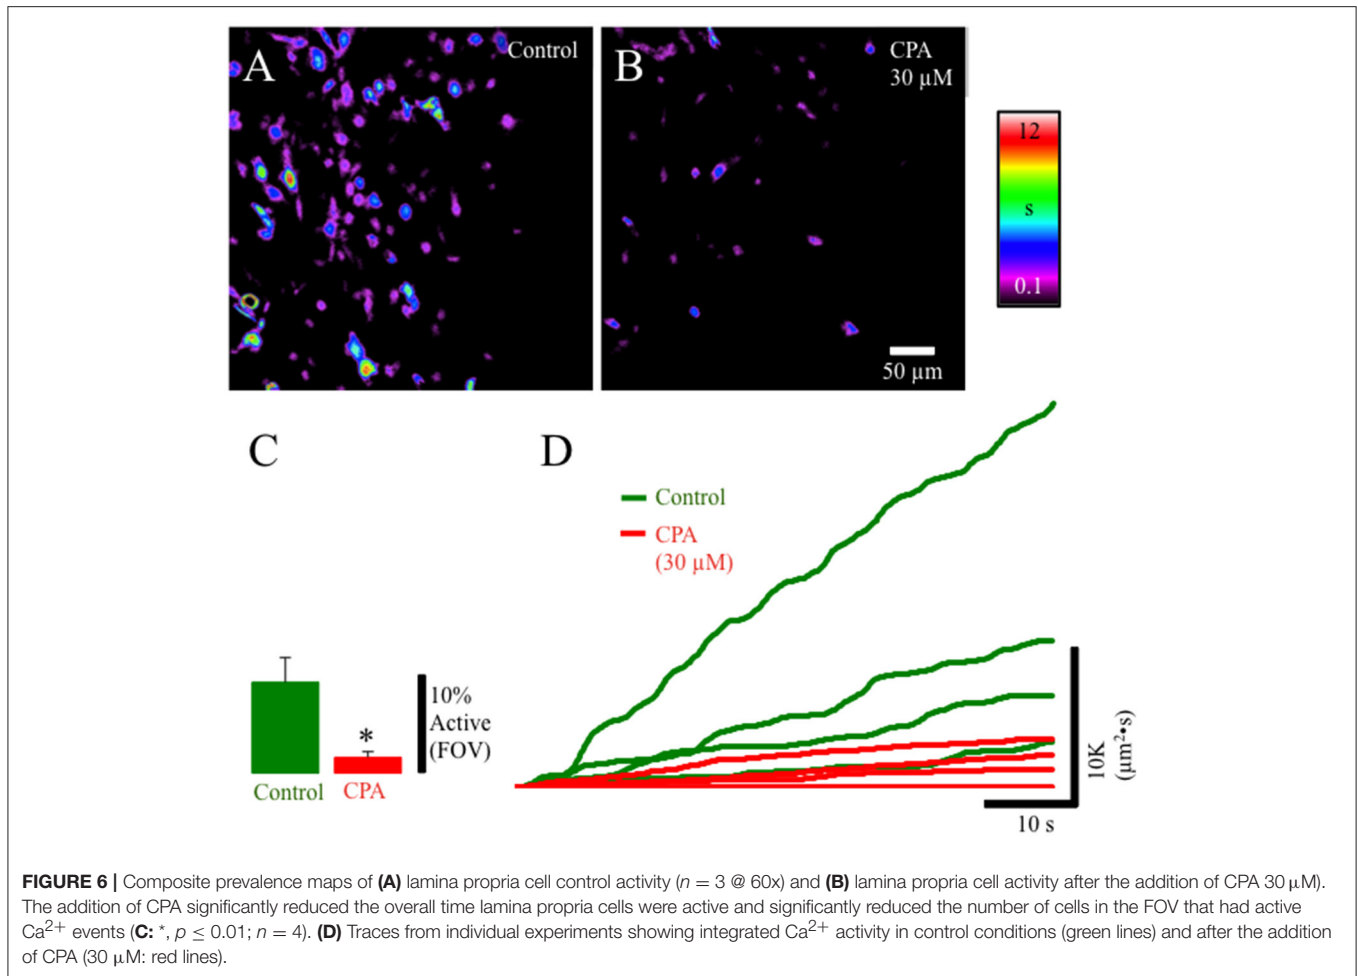 A
Control
B
CPA
30 µM
12
s
0.1
50 µm
C
D
Control
CPA
(30 µM)
10%
Active
(FOV)
*
Control
CPA
10K
(µm²•s)
10 s
FIGURE 6 | Composite prevalence maps of (A) lamina propria cell control activity (n = 3 @ 60x) and (B) lamina propria cell activity after the addition of CPA 30 µM).
The addition of CPA significantly reduced the overall time lamina propria cells were active and significantly reduced the number of cells in the FOV that had active
Ca²⁺ events (C: *, p ≤ 0.01; n = 4). (D) Traces from individual experiments showing integrated Ca²⁺ activity in control conditions (green lines) and after the addition
of CPA (30 µM: red lines).